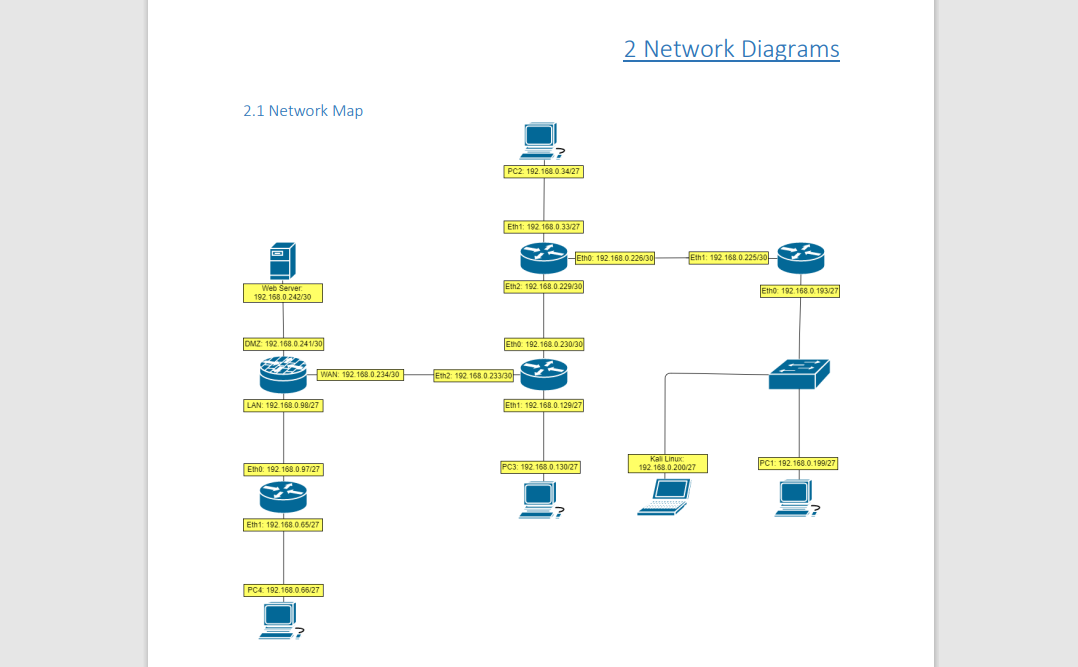 2 Network Diagrams
2.1 Network Map
PC2: 192.168.0.34/27
Eth1: 192.168.0.33/27
Eth0: 192.168.0.226/30
Eth1: 192.168.0.225/30
Eth2: 192.168.0.229/30
Eth0: 192.168.0.193/27
Web Server:
192.168.0.242/30
DMZ: 192.168.0.241/30
Eth0: 192.168.0.230/30
WAN: 192.168.0.234/30
Eth2: 192.168.0.233/30
LAN: 192.168.0.98/27
Eth1: 192.168.0.129/27
Eth0: 192.168.0.97/27
PC3: 192.168.0.130/27
Kali Linux:
192.168.0.200/27
PC1: 192.168.0.199/27
Eth1: 192.168.0.65/27
PC4: 192.168.0.66/27